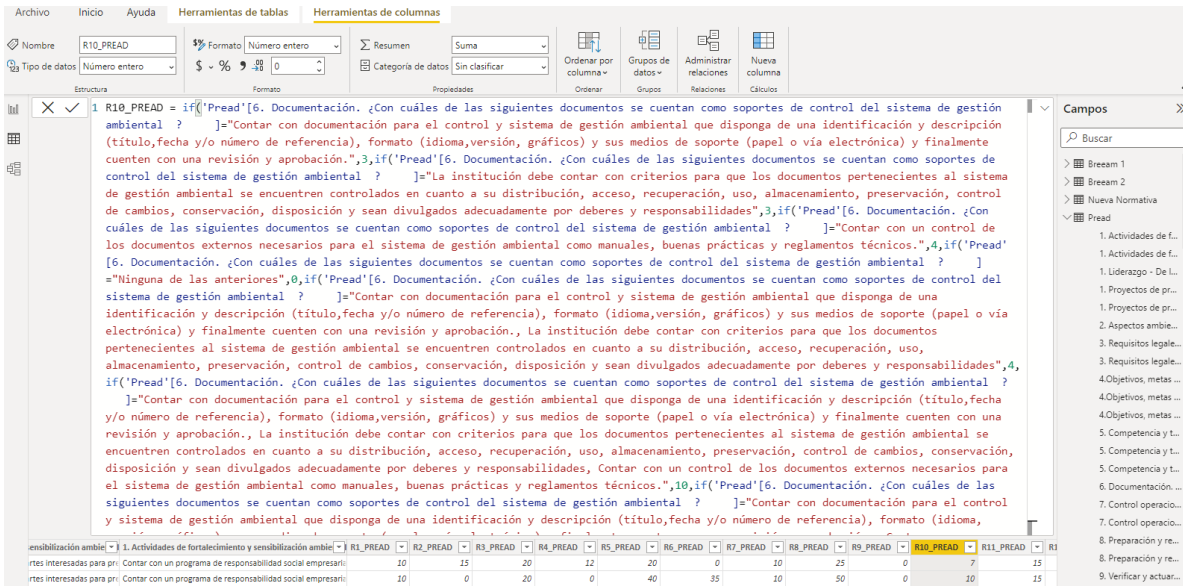 Archivo Inicio Ayuda Herramientas de tablas Herramientas de columnas
Nombre R10_PREAD
Tipo de datos Número entero
Estructura
Formato Número entero
$ % 0
Formato
Resumen Suma
Categoría de datos Sin clasificar
Propiedades
Ordenar por columna
Ordenar
Grupos de datos
Grupos
Administrar relaciones
Relaciones
Nueva columna
Cálculos
1 R10_PREAD = if('Pread'[6. Documentación. ¿Con cuáles de las siguientes documentos se cuentan como soportes de control del sistema de gestión
ambiental ? ]="Contar con documentación para el control y sistema de gestión ambiental que disponga de una identificación y descripción
(título,fecha y/o número de referencia), formato (idioma,versión, gráficos) y sus medios de soporte (papel o vía electrónica) y finalmente
cuenten con una revisión y aprobación.",3,if('Pread'[6. Documentación. ¿Con cuáles de las siguientes documentos se cuentan como soportes de
control del sistema de gestión ambiental ? ]="La institución debe contar con criterios para que los documentos pertenecientes al sistema
de gestión ambiental se encuentren controlados en cuanto a su distribución, acceso, recuperación, uso, almacenamiento, preservación, control
de cambios, conservación, disposición y sean divulgados adecuadamente por deberes y responsabilidades",3,if('Pread'[6. Documentación. ¿Con
cuáles de las siguientes documentos se cuentan como soportes de control del sistema de gestión ambiental ? ]="Contar con un control de
los documentos externos necesarios para el sistema de gestión ambiental como manuales, buenas prácticas y reglamentos técnicos.",4,if('Pread'
[6. Documentación. ¿Con cuáles de las siguientes documentos se cuentan como soportes de control del sistema de gestión ambiental ? ]
="Ninguna de las anteriores",0,if('Pread'[6. Documentación. ¿Con cuáles de las siguientes documentos se cuentan como soportes de control del
sistema de gestión ambiental ? ]="Contar con documentación para el control y sistema de gestión ambiental que disponga de una
identificación y descripción (título,fecha y/o número de referencia), formato (idioma,versión, gráficos) y sus medios de soporte (papel o vía
electrónica) y finalmente cuenten con una revisión y aprobación., La institución debe contar con criterios para que los documentos
pertenecientes al sistema de gestión ambiental se encuentren controlados en cuanto a su distribución, acceso, recuperación, uso,
almacenamiento, preservación, control de cambios, conservación, disposición y sean divulgados adecuadamente por deberes y responsabilidades",4,
if('Pread'[6. Documentación. ¿Con cuáles de las siguientes documentos se cuentan como soportes de control del sistema de gestión ambiental ?
]="Contar con documentación para el control y sistema de gestión ambiental que disponga de una identificación y descripción (título,fecha
y/o número de referencia), formato (idioma,versión, gráficos) y sus medios de soporte (papel o vía electrónica) y finalmente cuenten con una
revisión y aprobación., La institución debe contar con criterios para que los documentos pertenecientes al sistema de gestión ambiental se
encuentren controlados en cuanto a su distribución, acceso, recuperación, uso, almacenamiento, preservación, control de cambios, conservación,
disposición y sean divulgados adecuadamente por deberes y responsabilidades, Contar con un control de los documentos externos necesarios para
el sistema de gestión ambiental como manuales, buenas prácticas y reglamentos técnicos.",10,if('Pread'[6. Documentación. ¿Con cuáles de las
siguientes documentos se cuentan como soportes de control del sistema de gestión ambiental ? ]="Contar con documentación para el control
y sistema de gestión ambiental que disponga de una identificación y descripción (título,fecha y/o número de referencia), formato (idioma,
Campos
Buscar
Breeam 1
Breeam 2
Nueva Normativa
Pread
1. Actividades de f...
1. Actividades de f...
1. Liderazgo - De l...
1. Proyectos de pr...
1. Proyectos de pr...
2. Aspectos ambie...
3. Requisitos legale...
3. Requisitos legale...
4.Objetivos, metas ...
4.Objetivos, metas ...
4.Objetivos, metas ...
5. Competencia y t...
5. Competencia y t...
5. Competencia y t...
6. Documentación. ...
7. Control operacio...
7. Control operacio...
8. Preparación y re...
8. Preparación y re...
9. Verificar y actuar...
ensibilización ambie 1. Actividades de fortalecimiento y sensibilización ambie R1_PREAD R2_PREAD R3_PREAD R4_PREAD R5_PREAD R6_PREAD R7_PREAD R8_PREAD R9_PREAD R10_PREAD R11_PREAD R1
rtes interesadas para pr Contar con un programa de responsabilidad social empresaria 10 15 20 12 20 0 10 25 0 7 15
rtes interesadas para pr Contar con un programa de responsabilidad social empresaria 10 0 20 0 40 35 10 50 0 10 15